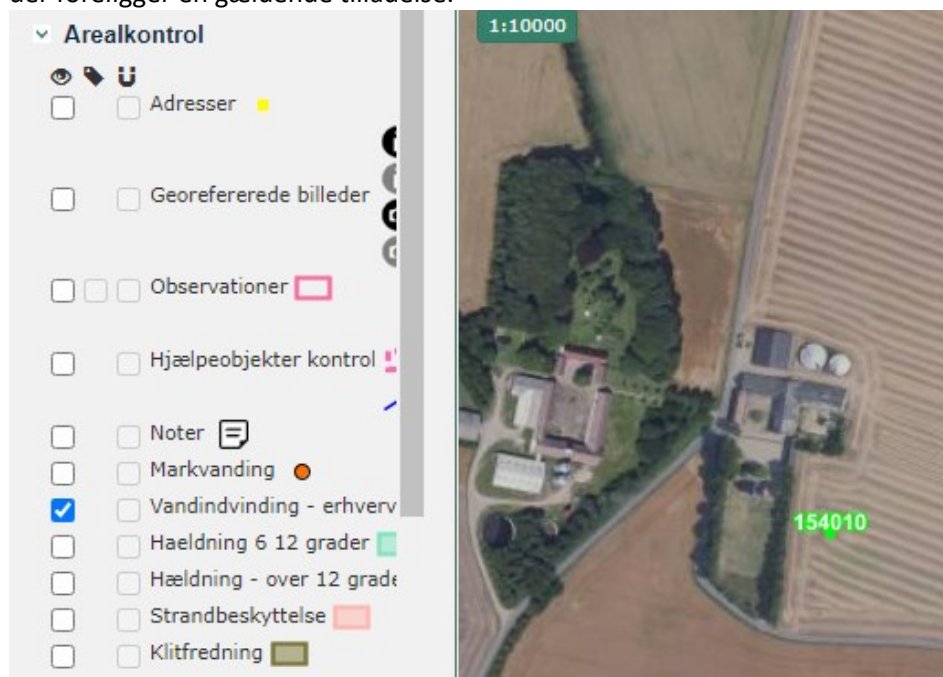 der foreligger en gældende tilladelse.
Arealkontrol
1:10000
Adresser
Georefererede billeder
Observationer
Hjælpeobjekter kontrol
Noter
Markvanding
Vandindvinding - erhverv
Haeldning 6 12 grader
Hældning - over 12 grade
Strandbeskyttelse
Klitfredning
154010